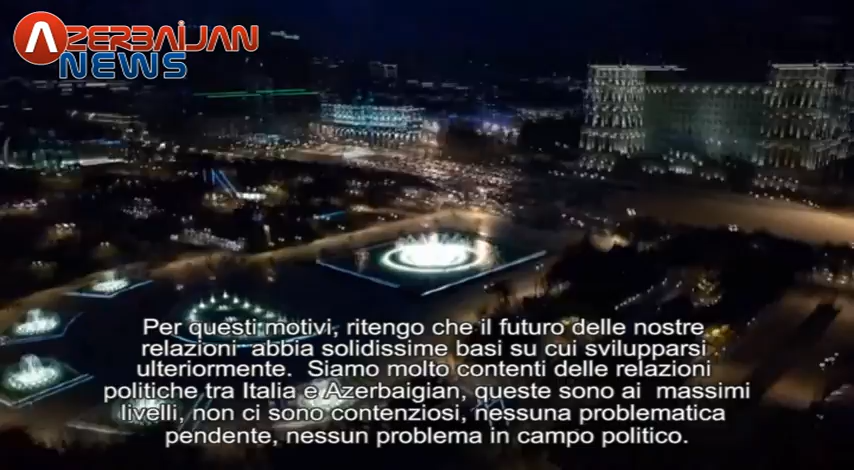 AZERBAIJAN
NEWS
Per questi motivi, ritengo che il futuro delle nostre
relazioni abbia solidissime basi su cui svilupparsi
ulteriormente. Siamo molto contenti delle relazioni
politiche tra Italia e Azerbaigian, queste sono ai massimi
livelli, non ci sono contenziosi, nessuna problematica
pendente, nessun problema in campo politico.